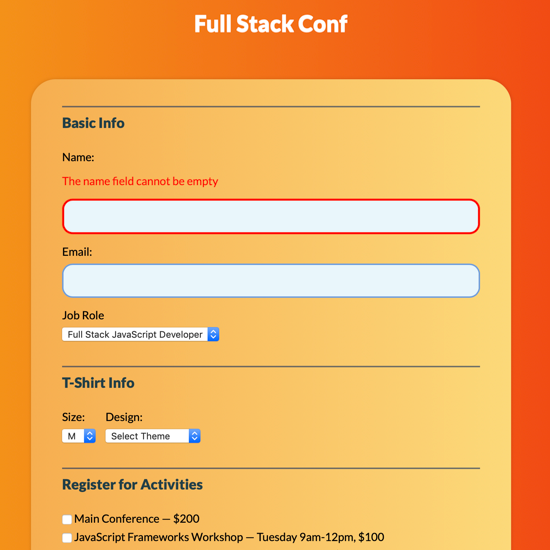 Full Stack Conf
Basic Info
Name:
The name field cannot be empty
Email:
Job Role
Full Stack JavaScript Developer
T-Shirt Info
Size: Design:
M Select Theme
Register for Activities
Main Conference — $200
JavaScript Frameworks Workshop — Tuesday 9am-12pm, $100